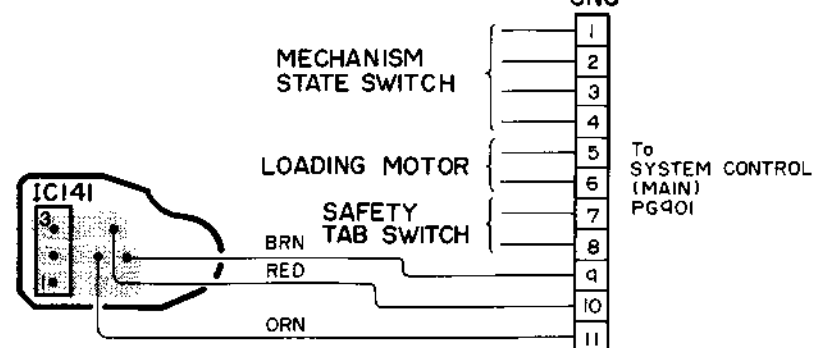 MECHANISM
STATE SWITCH
LOADING MOTOR
SAFETY
TAB SWITCH
1
2
3
4
5
6
7
8
9
10
11
To
SYSTEM CONTROL
(MAIN)
PG401
IC141
3
1
BRN
RED
ORN